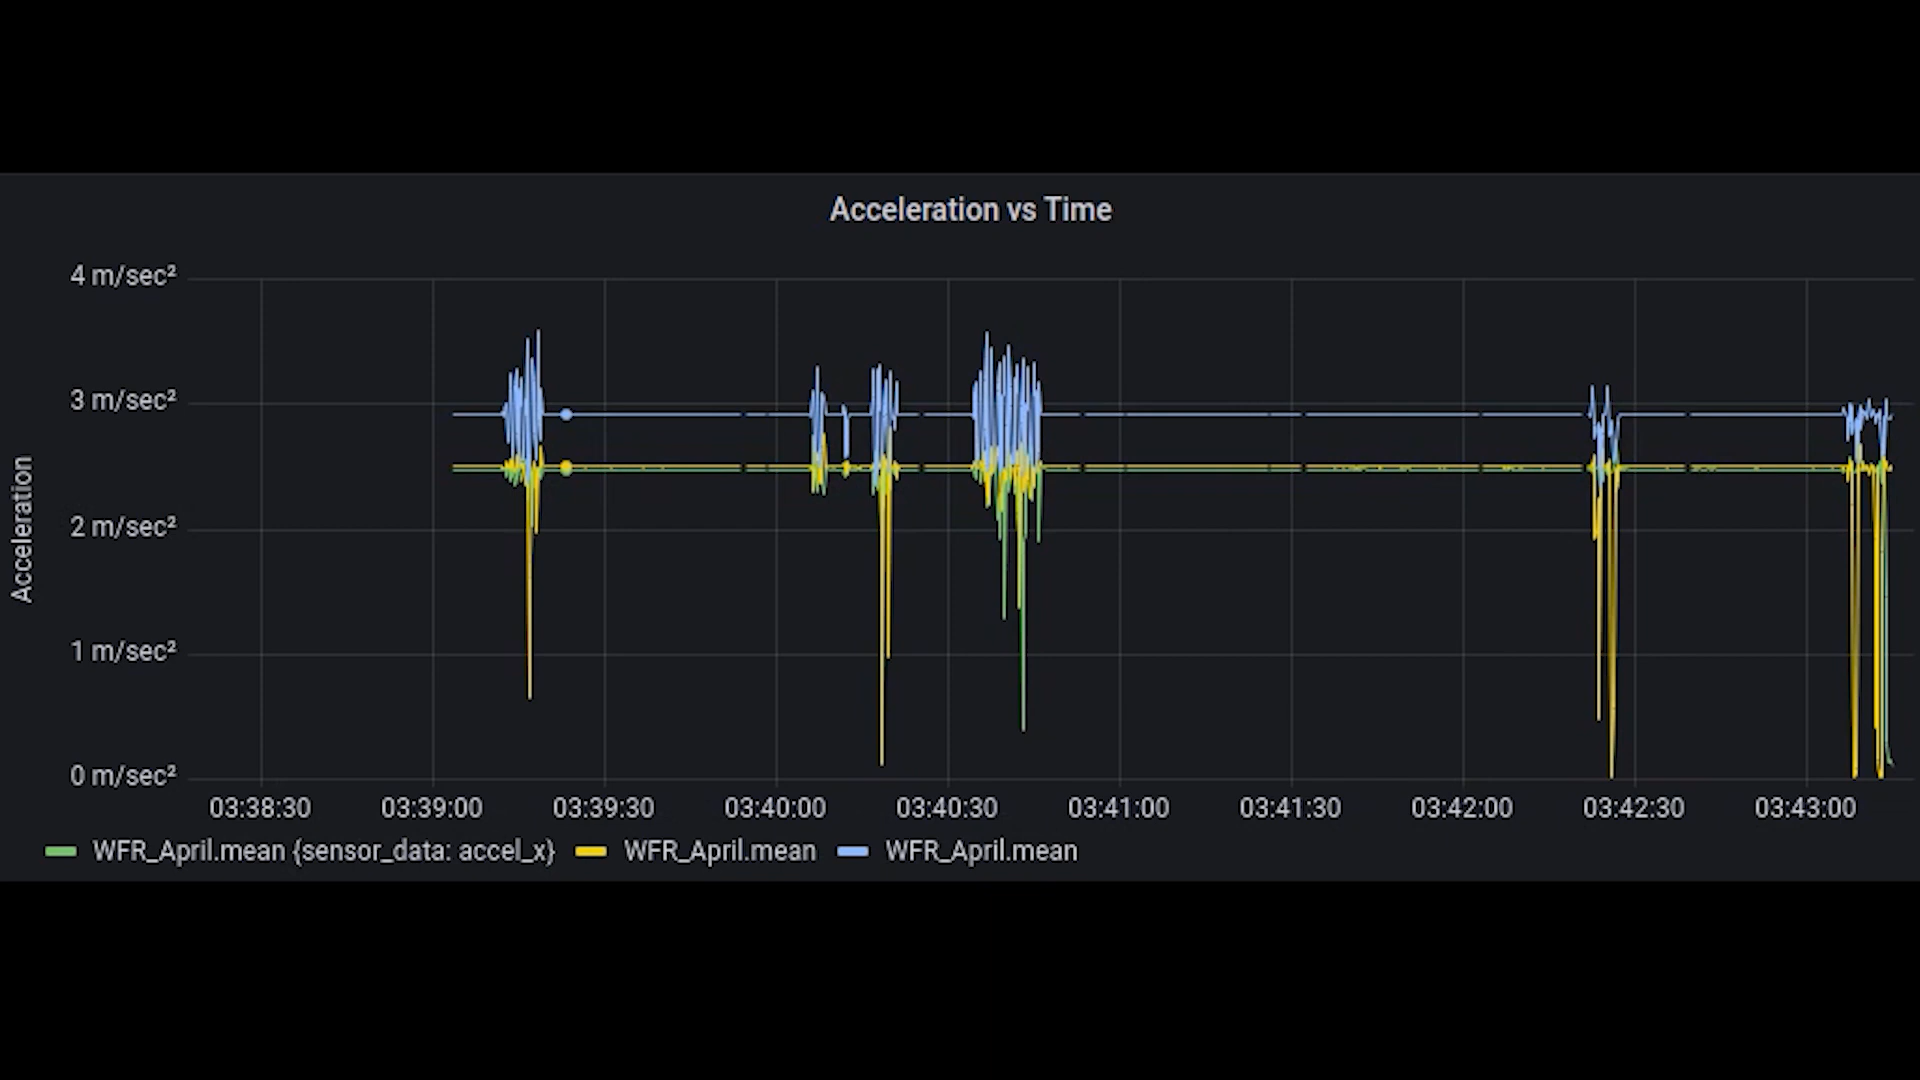 Acceleration vs Time
4 m/sec²
3 m/sec²
2 m/sec²
1 m/sec²
0 m/sec²
Acceleration
03:38:30 03:39:00 03:39:30 03:40:00 03:40:30 03:41:00 03:41:30 03:42:00 03:42:30 03:43:00
WFR_April.mean {sensor_data: accel_x} WFR_April.mean WFR_April.mean